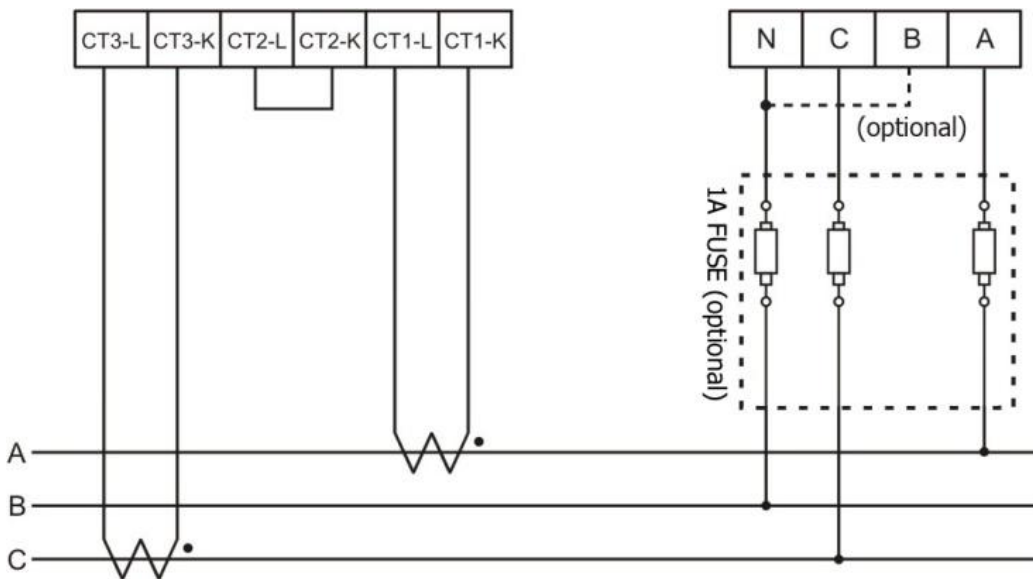 CT3-L CT3-K CT2-L CT2-K CT1-L CT1-K
N C B A
(optional)
1A FUSE (optional)
A
B
C